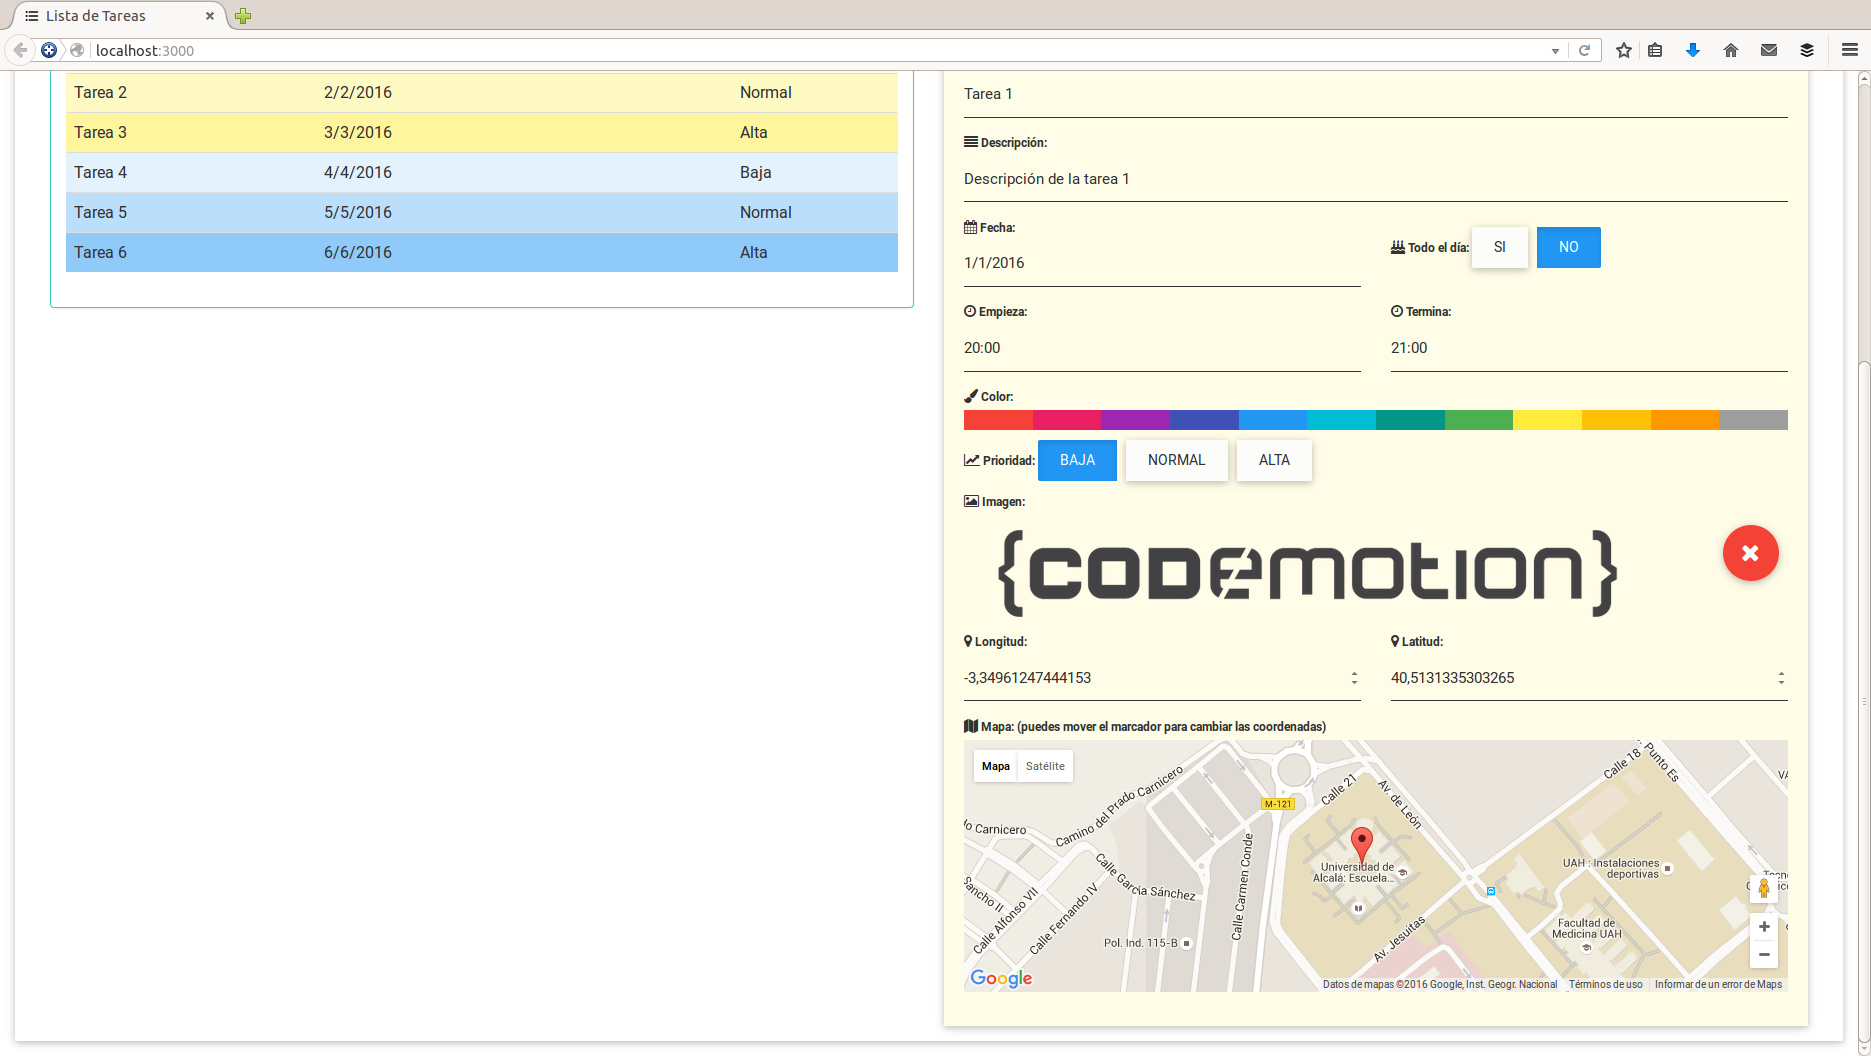 Lista de Tareas
localhost:3000
Tarea 2 2/2/2016 Normal
Tarea 3 3/3/2016 Alta
Tarea 4 4/4/2016 Baja
Tarea 5 5/5/2016 Normal
Tarea 6 6/6/2016 Alta
Tarea 1
Descripción:
Descripción de la tarea 1
Fecha:
1/1/2016
Todo el día: SI NO
Empieza: Termina:
20:00 21:00
Color:
Prioridad: BAJA NORMAL ALTA
Imagen:
{CODEMOTION}
Longitud: Latitud:
-3,34961247444153 40,5131335303265
Mapa: (puedes mover el marcador para cambiar las coordenadas)
Mapa Satélite
Camino del Prado Carnicero
lo Carnicero
M-121
Calle 21
Av. de León
Calle 18
Punto Es
VA
Sancho II
Calle Alfonso VII
Calle Fernando IV
Calle García Sánchez
Calle Carmen Conde
Pol. Ind. 115-B
Universidad de
Alcalá: Escuela...
UAH : Instalaciones
deportivas
Tecno
Facultad de
Medicina UAH
Av. Jesuitas
Google
Datos de mapas ©2016 Google, Inst. Geogr. Nacional Términos de uso Informar de un error de Maps